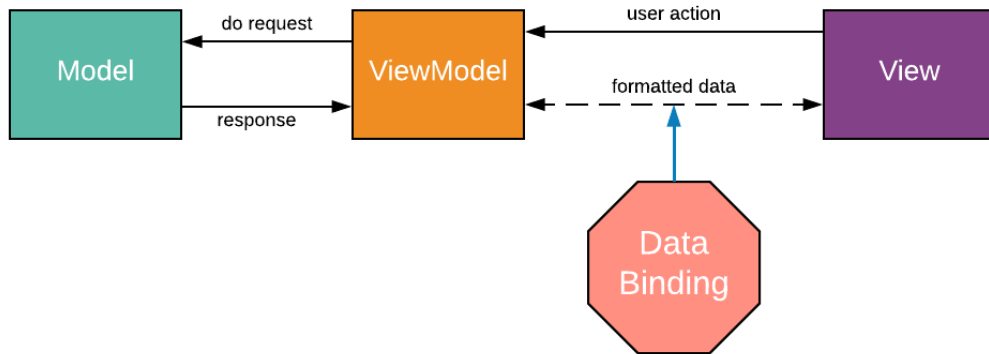 do request
user action
Model
ViewModel
View
formatted data
response
Data
Binding